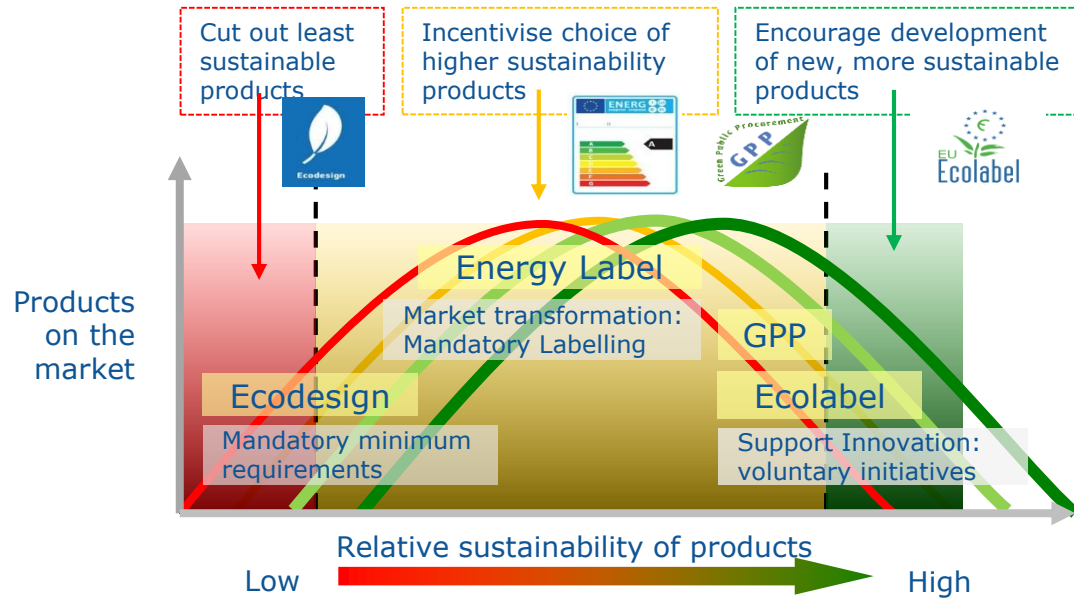 Cut out least
sustainable
products
Incentivise choice of
higher sustainability
products
Encourage development
of new, more sustainable
products
Ecodesign
ENERG
A
A
B
C
D
E
F
G
Green Public Procurement
GPP
EU
Ecolabel
Products
on the
market
Energy Label
Market transformation:
Mandatory Labelling
GPP
Ecodesign
Mandatory minimum
requirements
Ecolabel
Support Innovation:
voluntary initiatives
Relative sustainability of products
Low
High